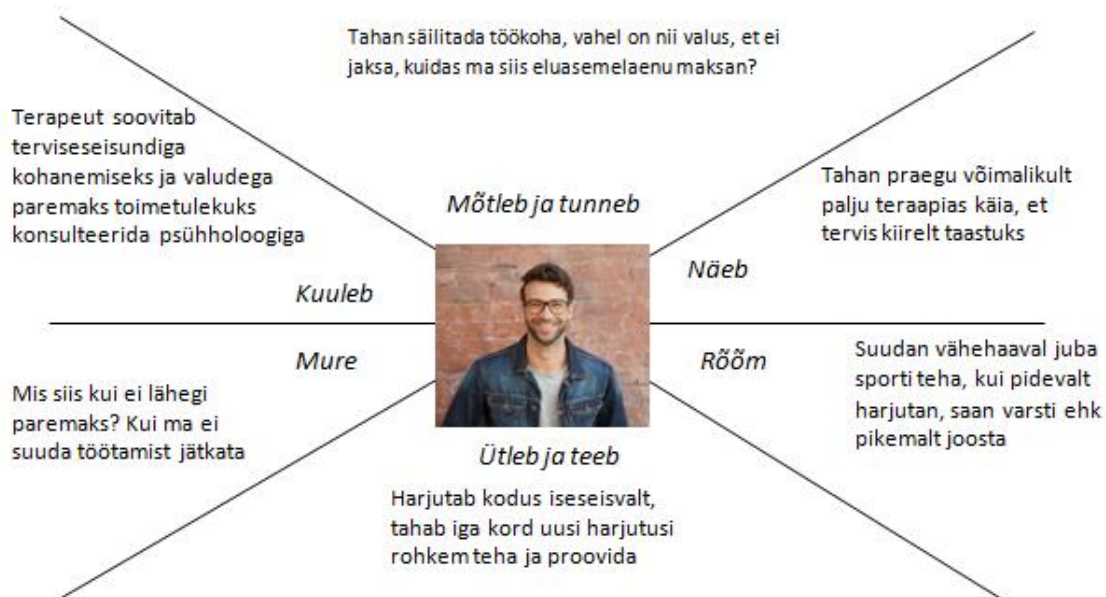 Tahan säilitada töökoha, vahel on nii valus, et ei
jaksa, kuidas ma siis eluasemelaenu maksan?
Terapeut soovitab
terviseseisundiga
kohanemiseks ja valudega
paremaks toimetulekuks
konsulteerida psühholoogiga
Mõtleb ja tunneb
Tahan praegu võimalikult
palju teraapias käia, et
tervis kiirelt taastuks
Kuuleb
Näeb
Mure
Rõõm
Mis siis kui ei lähegi
paremaks? Kui ma ei
suuda töötamist jätkata
Suudan vähehaaval juba
sporti teha, kui pidevalt
harjutan, saan varsti ehk
pikemalt joosta
Ütleb ja teeb
Harjutab kodus iseseisvalt,
tahab iga kord uusi harjutusi
rohkem teha ja proovida